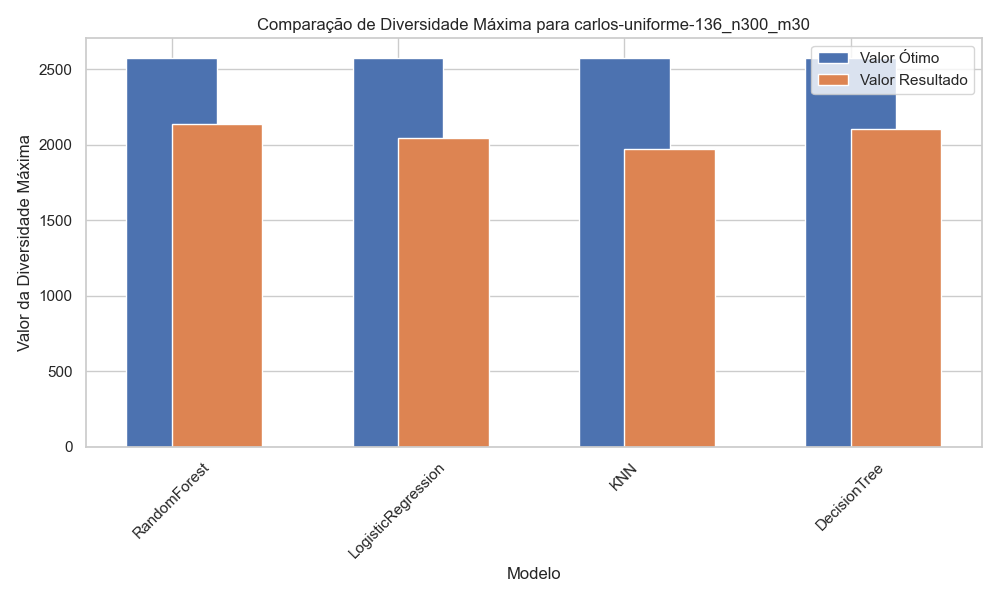 Comparação de Diversidade Máxima para carlos-uniforme-136_n300_m30
Valor Ótimo
Valor Resultado
Valor da Diversidade Máxima
2500
2000
1500
1000
500
0
RandomForest
LogisticRegression
KNN
DecisionTree
Modelo